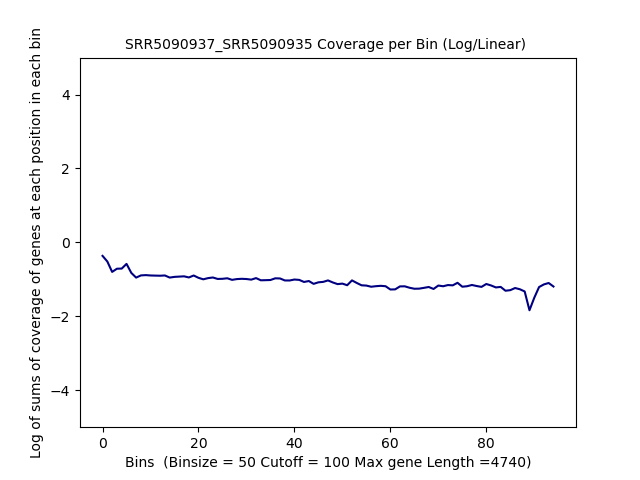 SRR5090937_SRR5090935 Coverage per Bin (Log/Linear)
Log of sums of coverage of genes at each position in each bin
4
2
0
−2
−4
0 20 40 60 80
Bins  (Binsize = 50 Cutoff = 100 Max gene Length =4740)